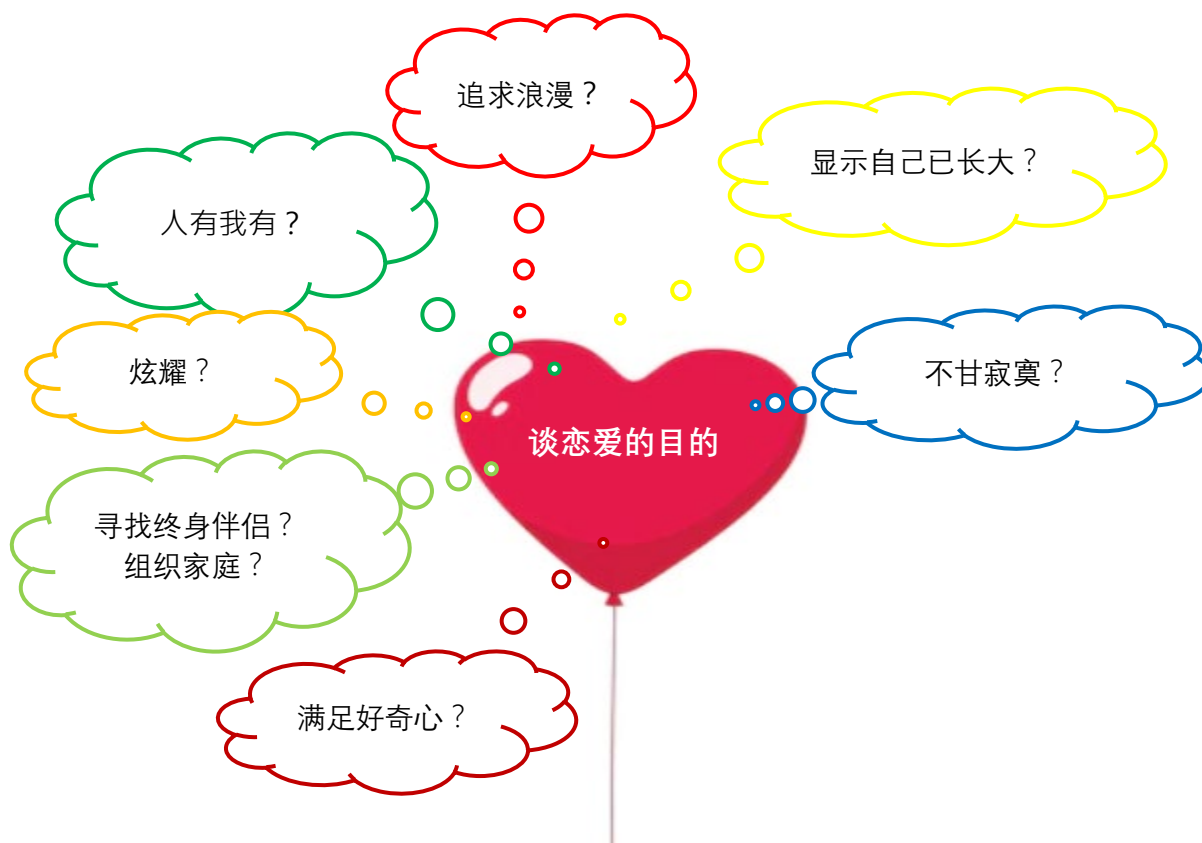 追求浪漫？
显示自己已长大？
人有我有？
炫耀？
不甘寂寞？
谈恋爱的目的
寻找终身伴侣？
组织家庭？
满足好奇心？